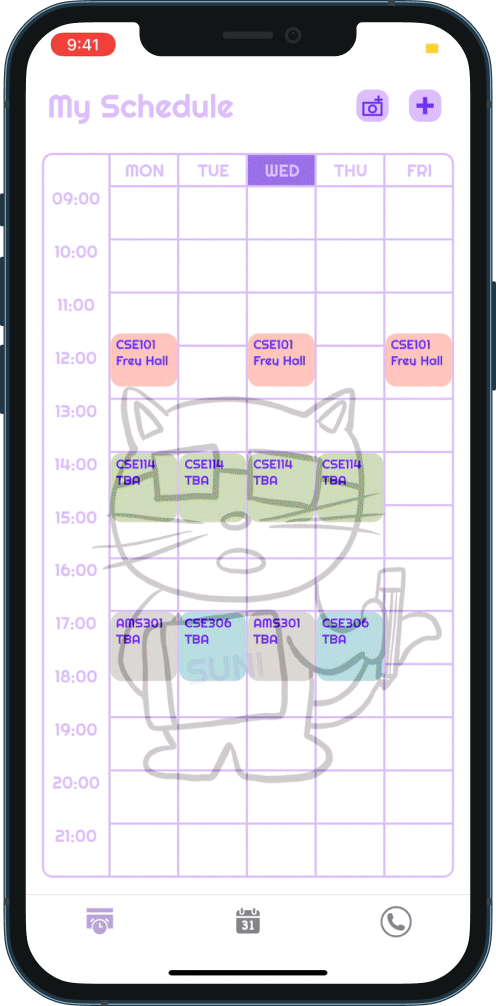 9:41
My Schedule
MON TUE WED THU FRI
09:00
10:00
11:00
12:00
13:00
14:00
15:00
16:00
17:00
18:00
19:00
20:00
21:00
CSE101
Frey Hall
CSE101
Frey Hall
CSE101
Frey Hall
CSE114
TBA
CSE114
TBA
CSE114
TBA
CSE114
TBA
AMS301
TBA
CSE306
TBA
AMS301
TBA
CSE306
TBA
SUNI
31